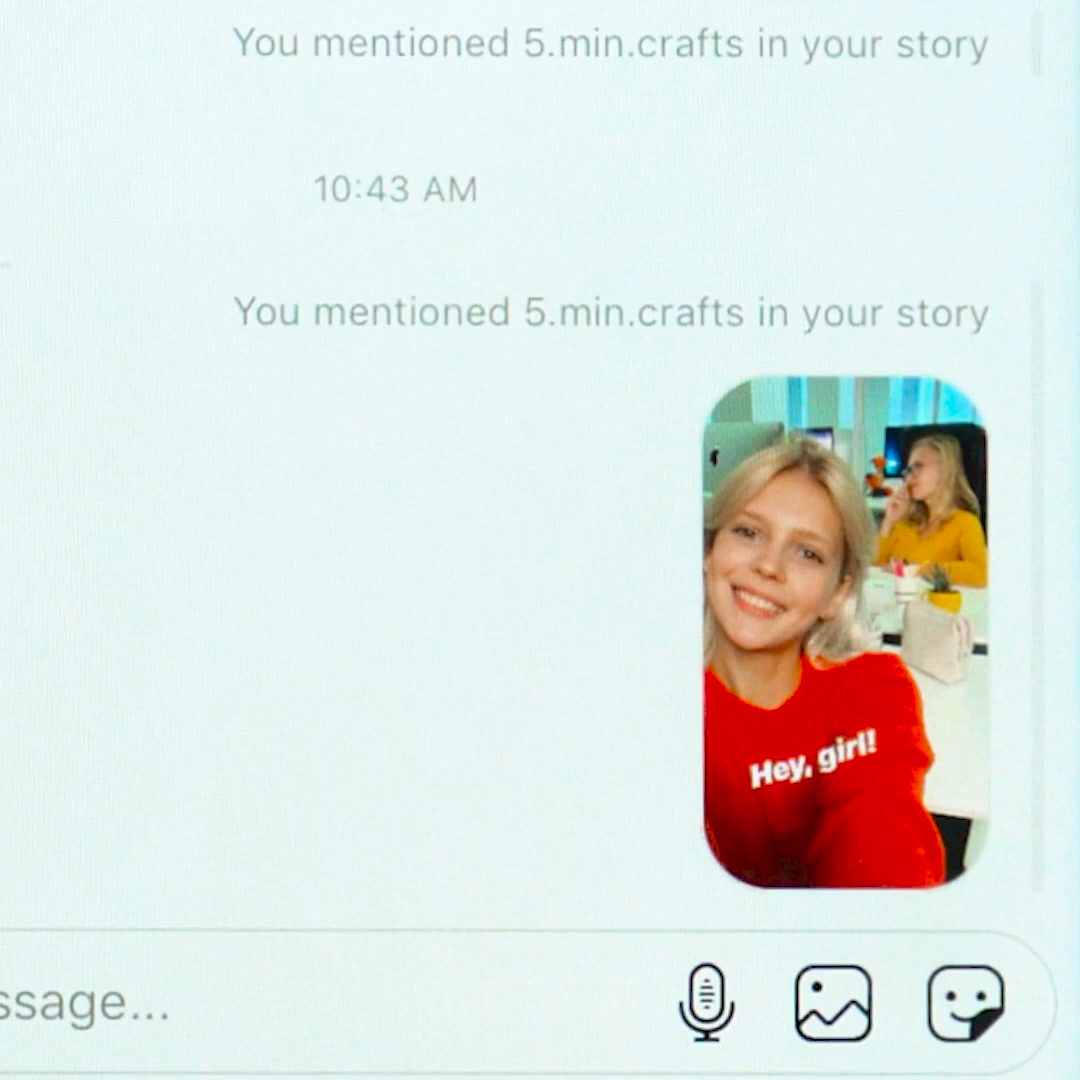 You mentioned 5.min.crafts in your story
10:43 AM
You mentioned 5.min.crafts in your story
Hey, girl!
ssage...